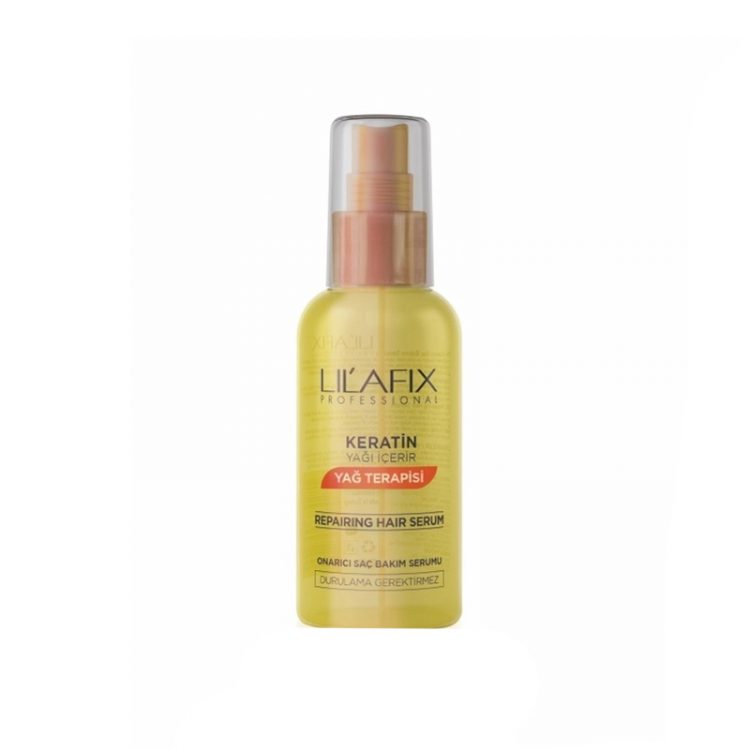 LIL'AFIX
PROFESSIONAL
KERATİN
YAĞI İÇERİR
YAĞ TERAPİSİ
REPAIRING HAIR SERUM
ONARICI SAÇ BAKIM SERUMU
DURULAMA GEREKTİRMEZ